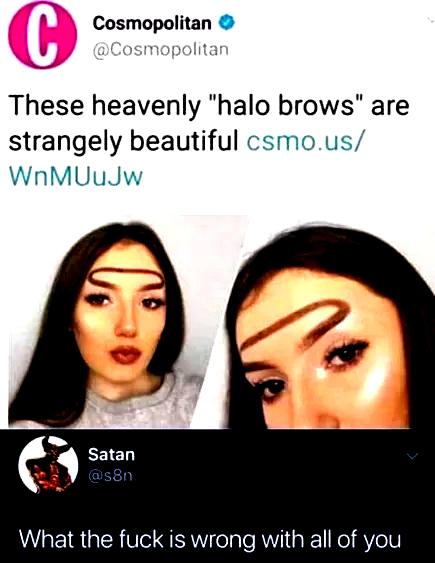 C
Cosmopolitan
@Cosmopolitan
These heavenly "halo brows" are
strangely beautiful csmo.us/
WnMUuJw
Satan
@s8n
What the fuck is wrong with all of you